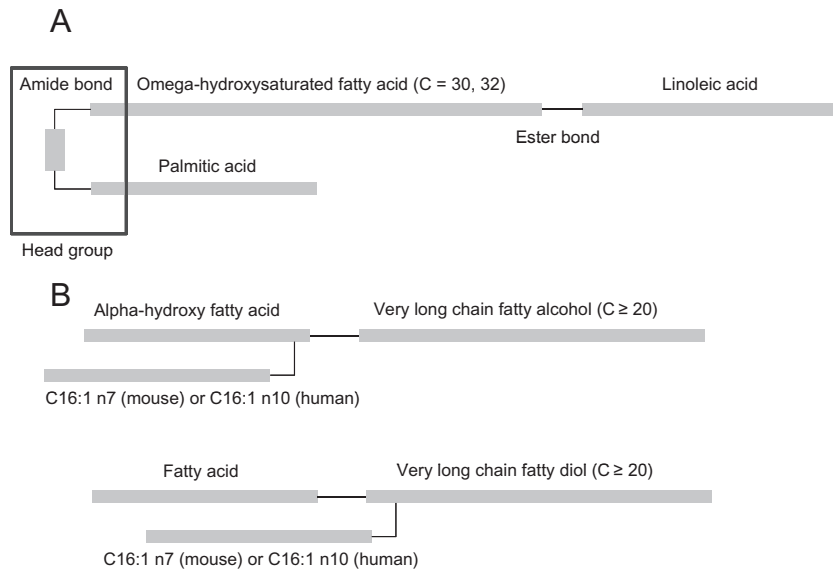 A
Amide bond
Omega-hydroxysaturated fatty acid (C = 30, 32)
Linoleic acid
Ester bond
Palmitic acid
Head group
B
Alpha-hydroxy fatty acid
Very long chain fatty alcohol (C ≥ 20)
C16:1 n7 (mouse) or C16:1 n10 (human)
Fatty acid
Very long chain fatty diol (C ≥ 20)
C16:1 n7 (mouse) or C16:1 n10 (human)